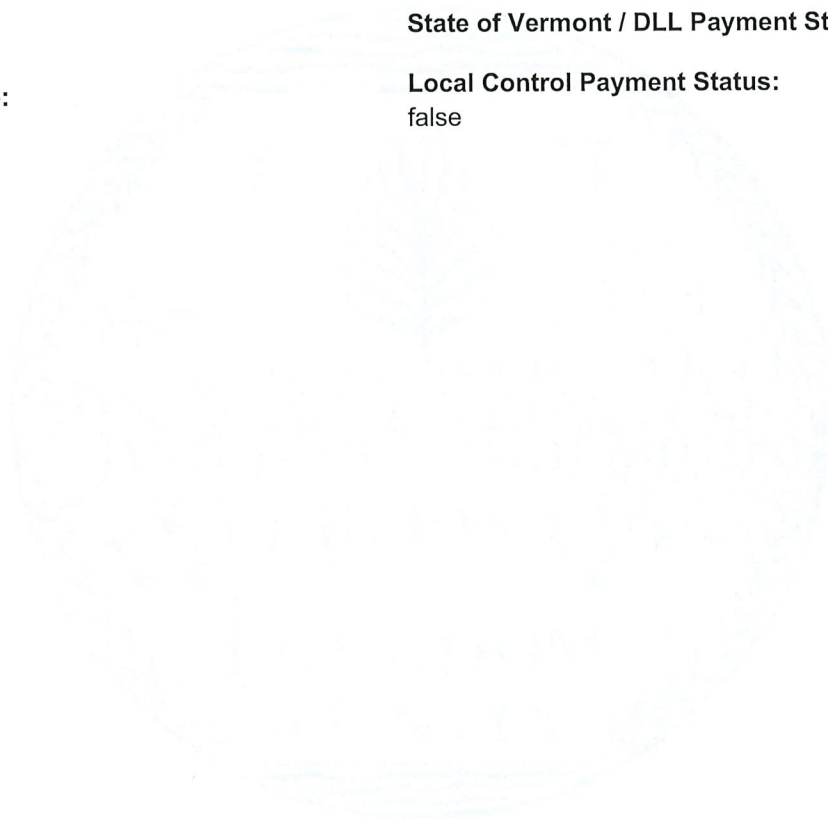 State of Vermont / DLL Payment St
:
Local Control Payment Status:
false